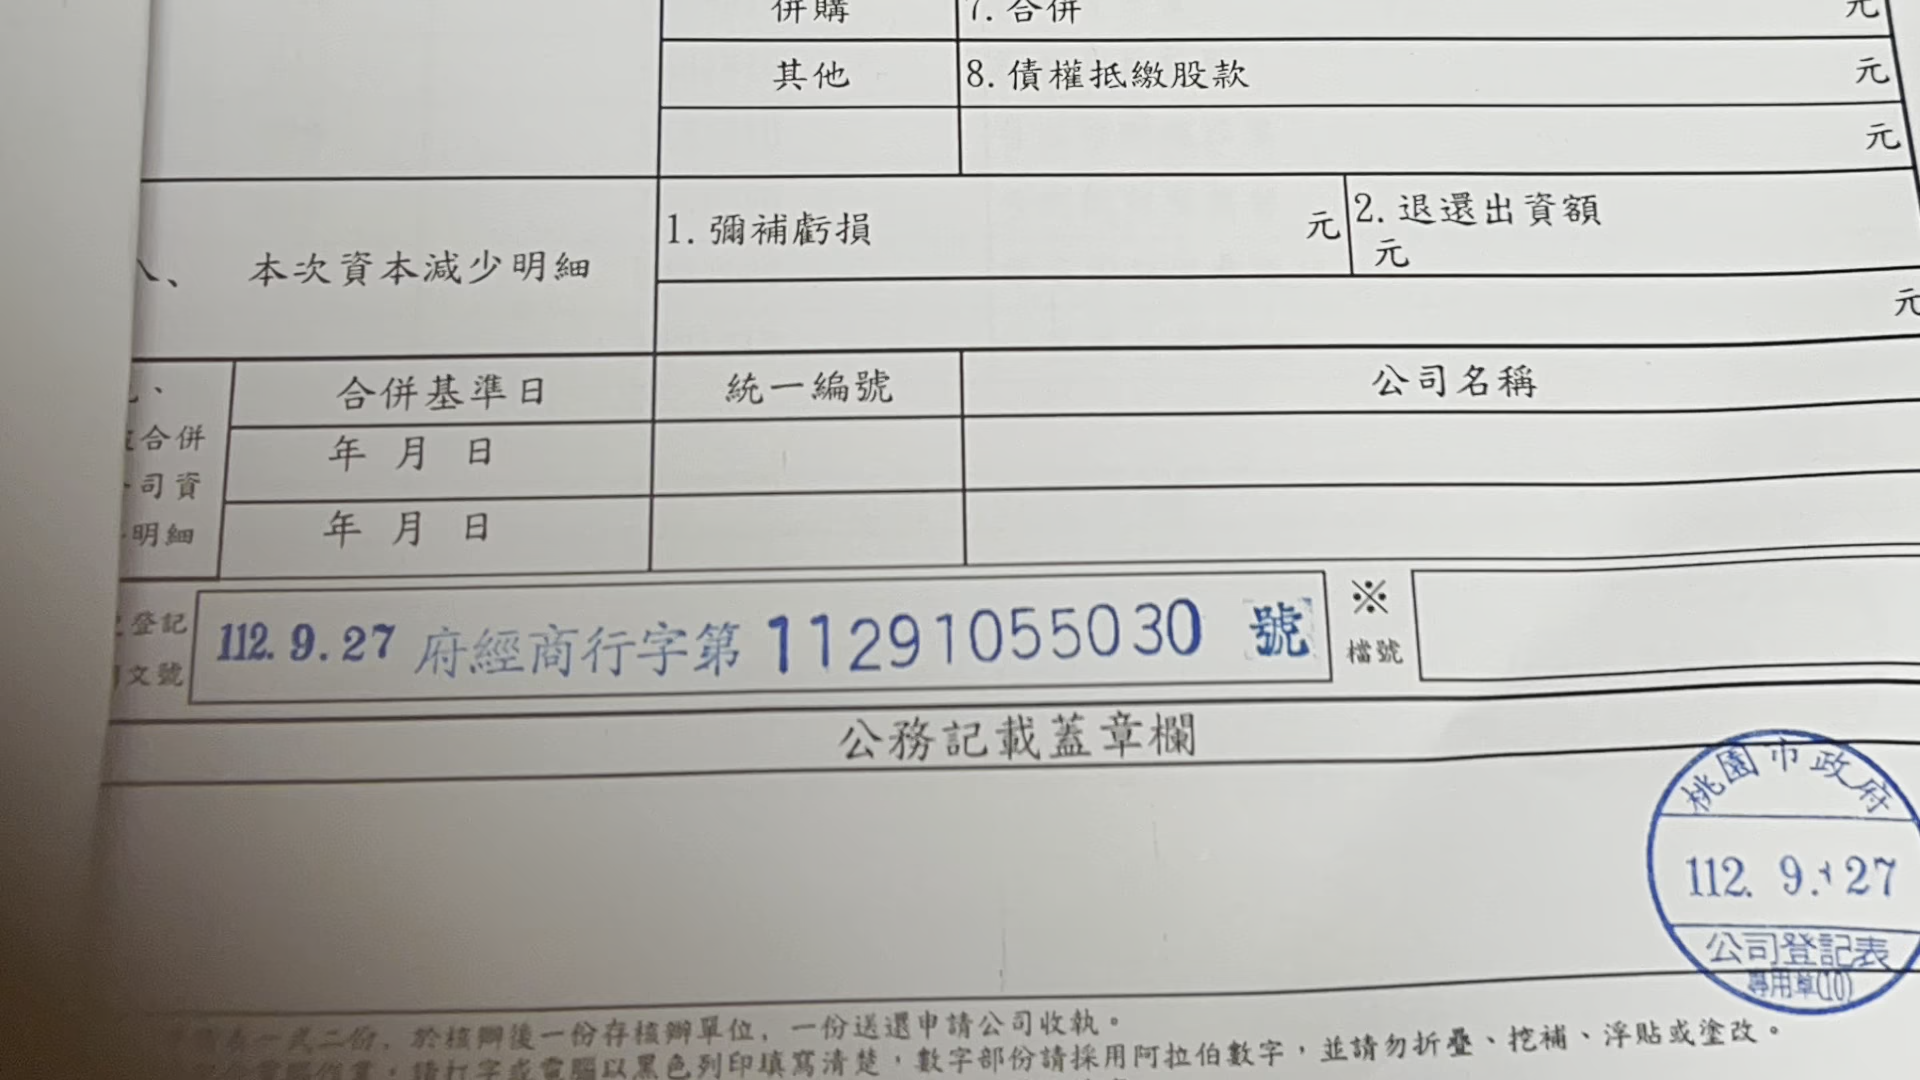 併購 7. 合併 元
其他 8. 債權抵繳股款 元
元
八、 本次資本減少明細 1. 彌補虧損 元 2. 退還出資額
元
元
合併基準日 統一編號 公司名稱
合併 年 月 日
司資
明細 年 月 日
登記
文號 112. 9. 27 府經商行字第 11291055030 號 ※
檔號
公務記載蓋章欄
桃園市政府
112. 9. 27
公司登記表
專用章(10)
一式二份，於核辦後一份存核辦單位，一份送還申請公司收執。
電腦作業，請打字或電腦以黑色列印填寫清楚，數字部份請採用阿拉伯數字，並請勿折疊、挖補、浮貼或塗改。